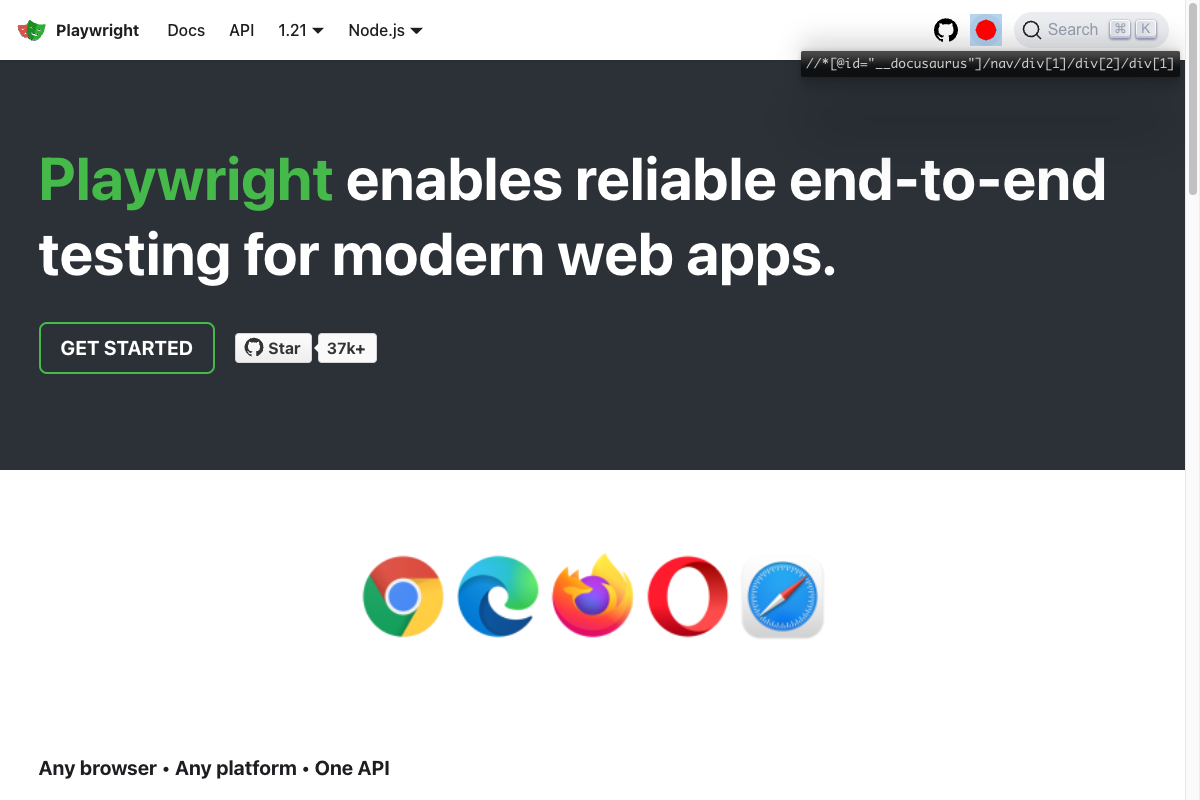 Playwright Docs API 1.21 Node.js Search ⌘ K
//*[@id="__docusaurus"]/nav/div[1]/div[2]/div[1]
Playwright enables reliable end-to-end
testing for modern web apps.
GET STARTED Star 37k+
Any browser • Any platform • One API